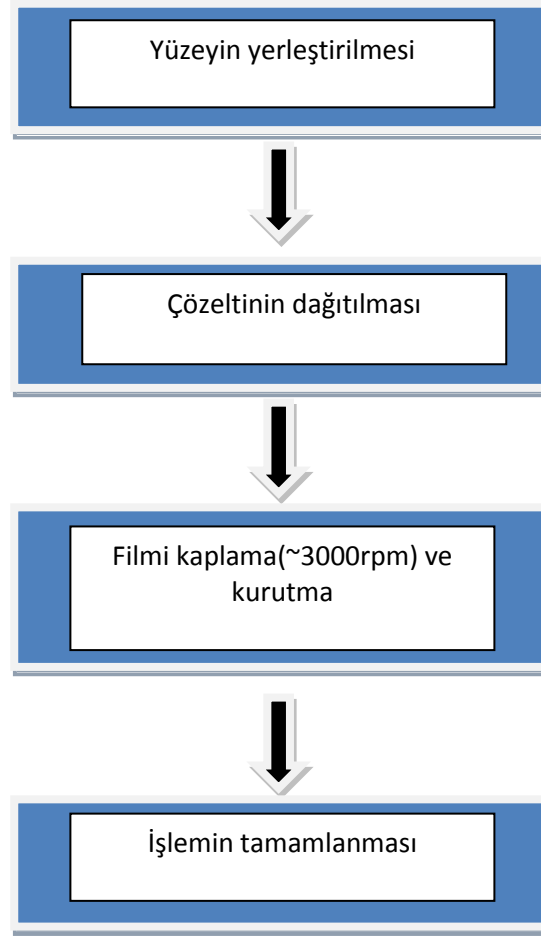 Yüzeyin yerleştirilmesi
Çözeltinin dağıtılması
Filmi kaplama(~3000rpm) ve
kurutma
İşlemin tamamlanması